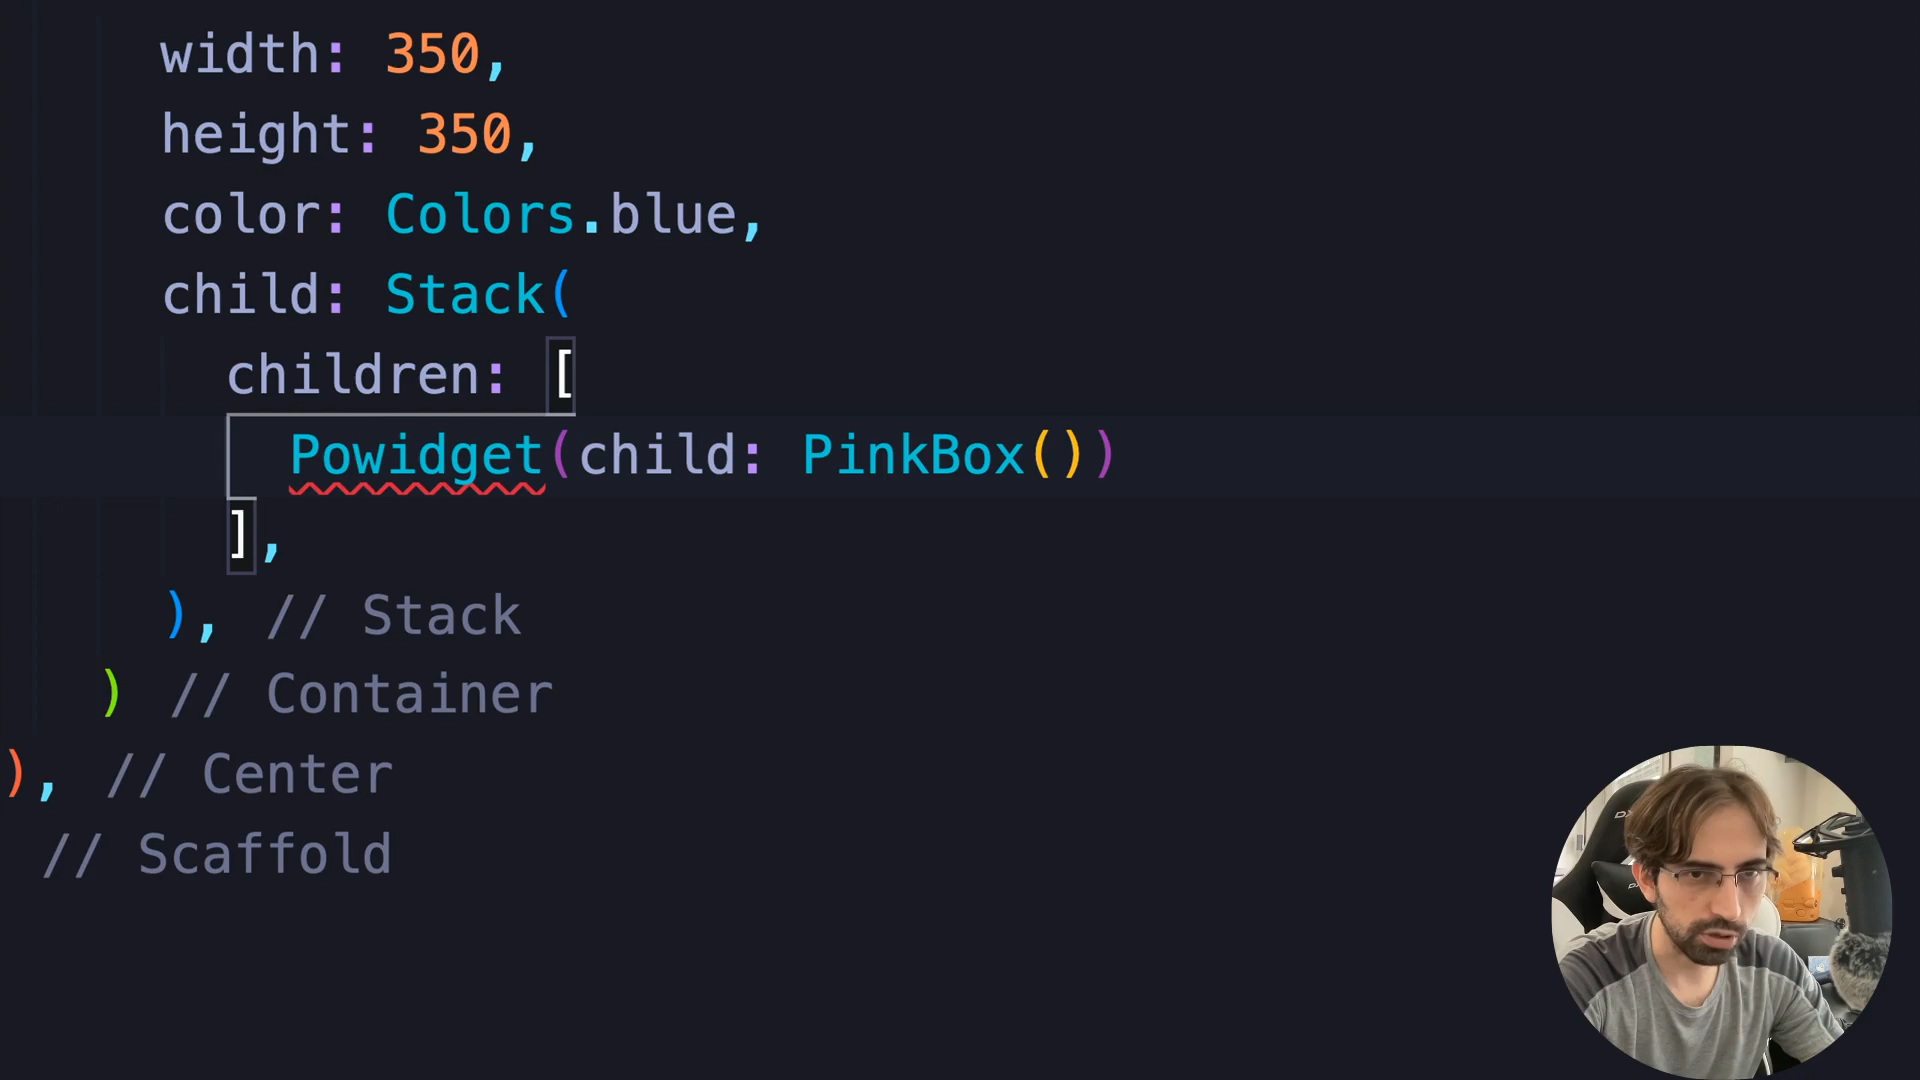 width: 350,
height: 350,
color: Colors.blue,
child: Stack(
children: [
Powidget(child: PinkBox())
],
), // Stack
) // Container
), // Center
// Scaffold